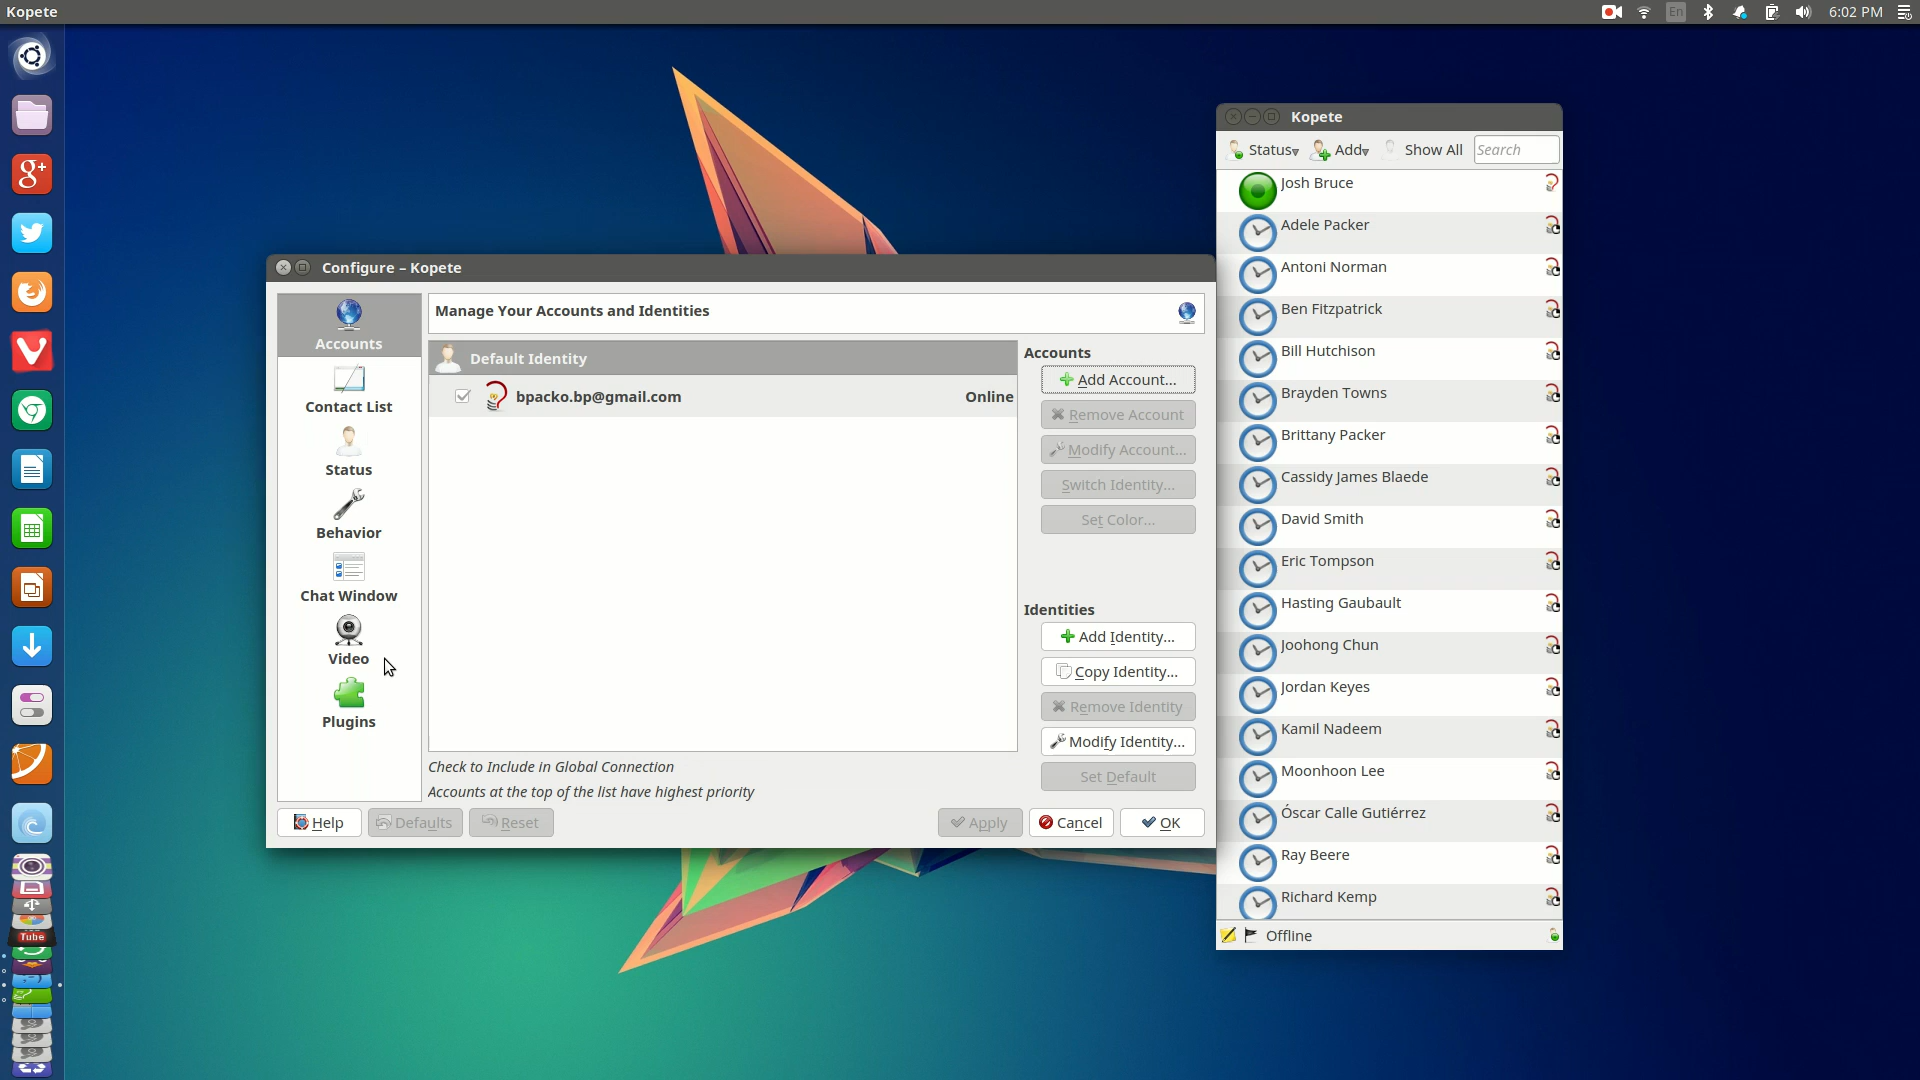 Kopete
En
6:02 PM
g+
Tube
Configure – Kopete
Accounts
Contact List
Status
Behavior
Chat Window
Video
Plugins
Manage Your Accounts and Identities
Default Identity
bpacko.bp@gmail.com Online
Check to Include in Global Connection
Accounts at the top of the list have highest priority
Accounts
Add Account...
Remove Account
Modify Account...
Switch Identity...
Set Color...
Identities
Add Identity...
Copy Identity...
Remove Identity
Modify Identity...
Set Default
Help
Defaults
Reset
Apply
Cancel
OK
Kopete
Status
Add
Show All
Search
Josh Bruce
Adele Packer
Antoni Norman
Ben FItzpatrick
Bill Hutchison
Brayden Towns
Brittany Packer
Cassidy James Blaede
David Smith
Eric Tompson
Hasting Gaubault
Joohong Chun
Jordan Keyes
Kamil Nadeem
Moonhoon Lee
Óscar Calle Gutiérrez
Ray Beere
Richard Kemp
Offline